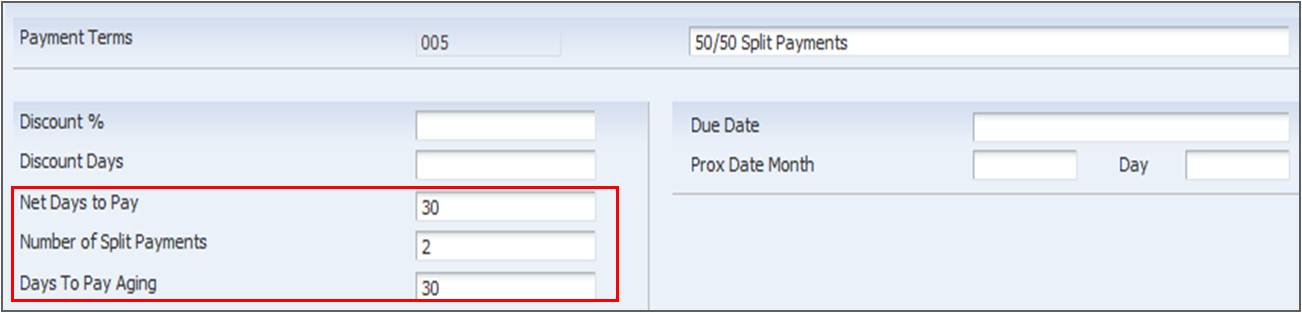 Payment Terms 005 50/50 Split Payments
Discount %
Discount Days
Net Days to Pay 30
Number of Split Payments 2
Days To Pay Aging 30
Due Date
Prox Date Month Day